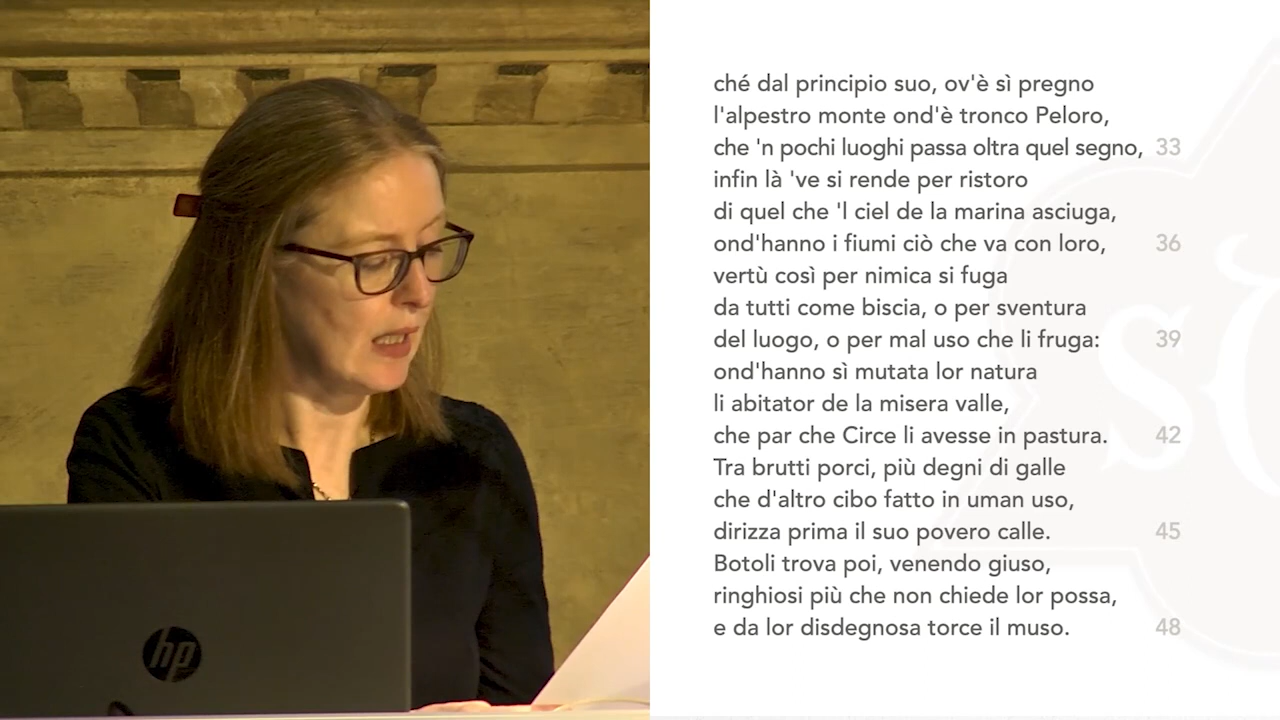 ché dal principio suo, ov'è sì pregno
l'alpestro monte ond'è tronco Peloro,
che 'n pochi luoghi passa oltra quel segno, 33
infin là 've si rende per ristoro
di quel che 'l ciel de la marina asciuga,
ond'hanno i fiumi ciò che va con loro, 36
vertù così per nimica si fuga
da tutti come biscia, o per sventura
del luogo, o per mal uso che li fruga: 39
ond'hanno sì mutata lor natura
li abitator de la misera valle,
che par che Circe li avesse in pastura. 42
Tra brutti porci, più degni di galle
che d'altro cibo fatto in uman uso,
dirizza prima il suo povero calle. 45
Botoli trova poi, venendo giuso,
ringhiosi più che non chiede lor possa,
e da lor disdegnosa torce il muso. 48
hp